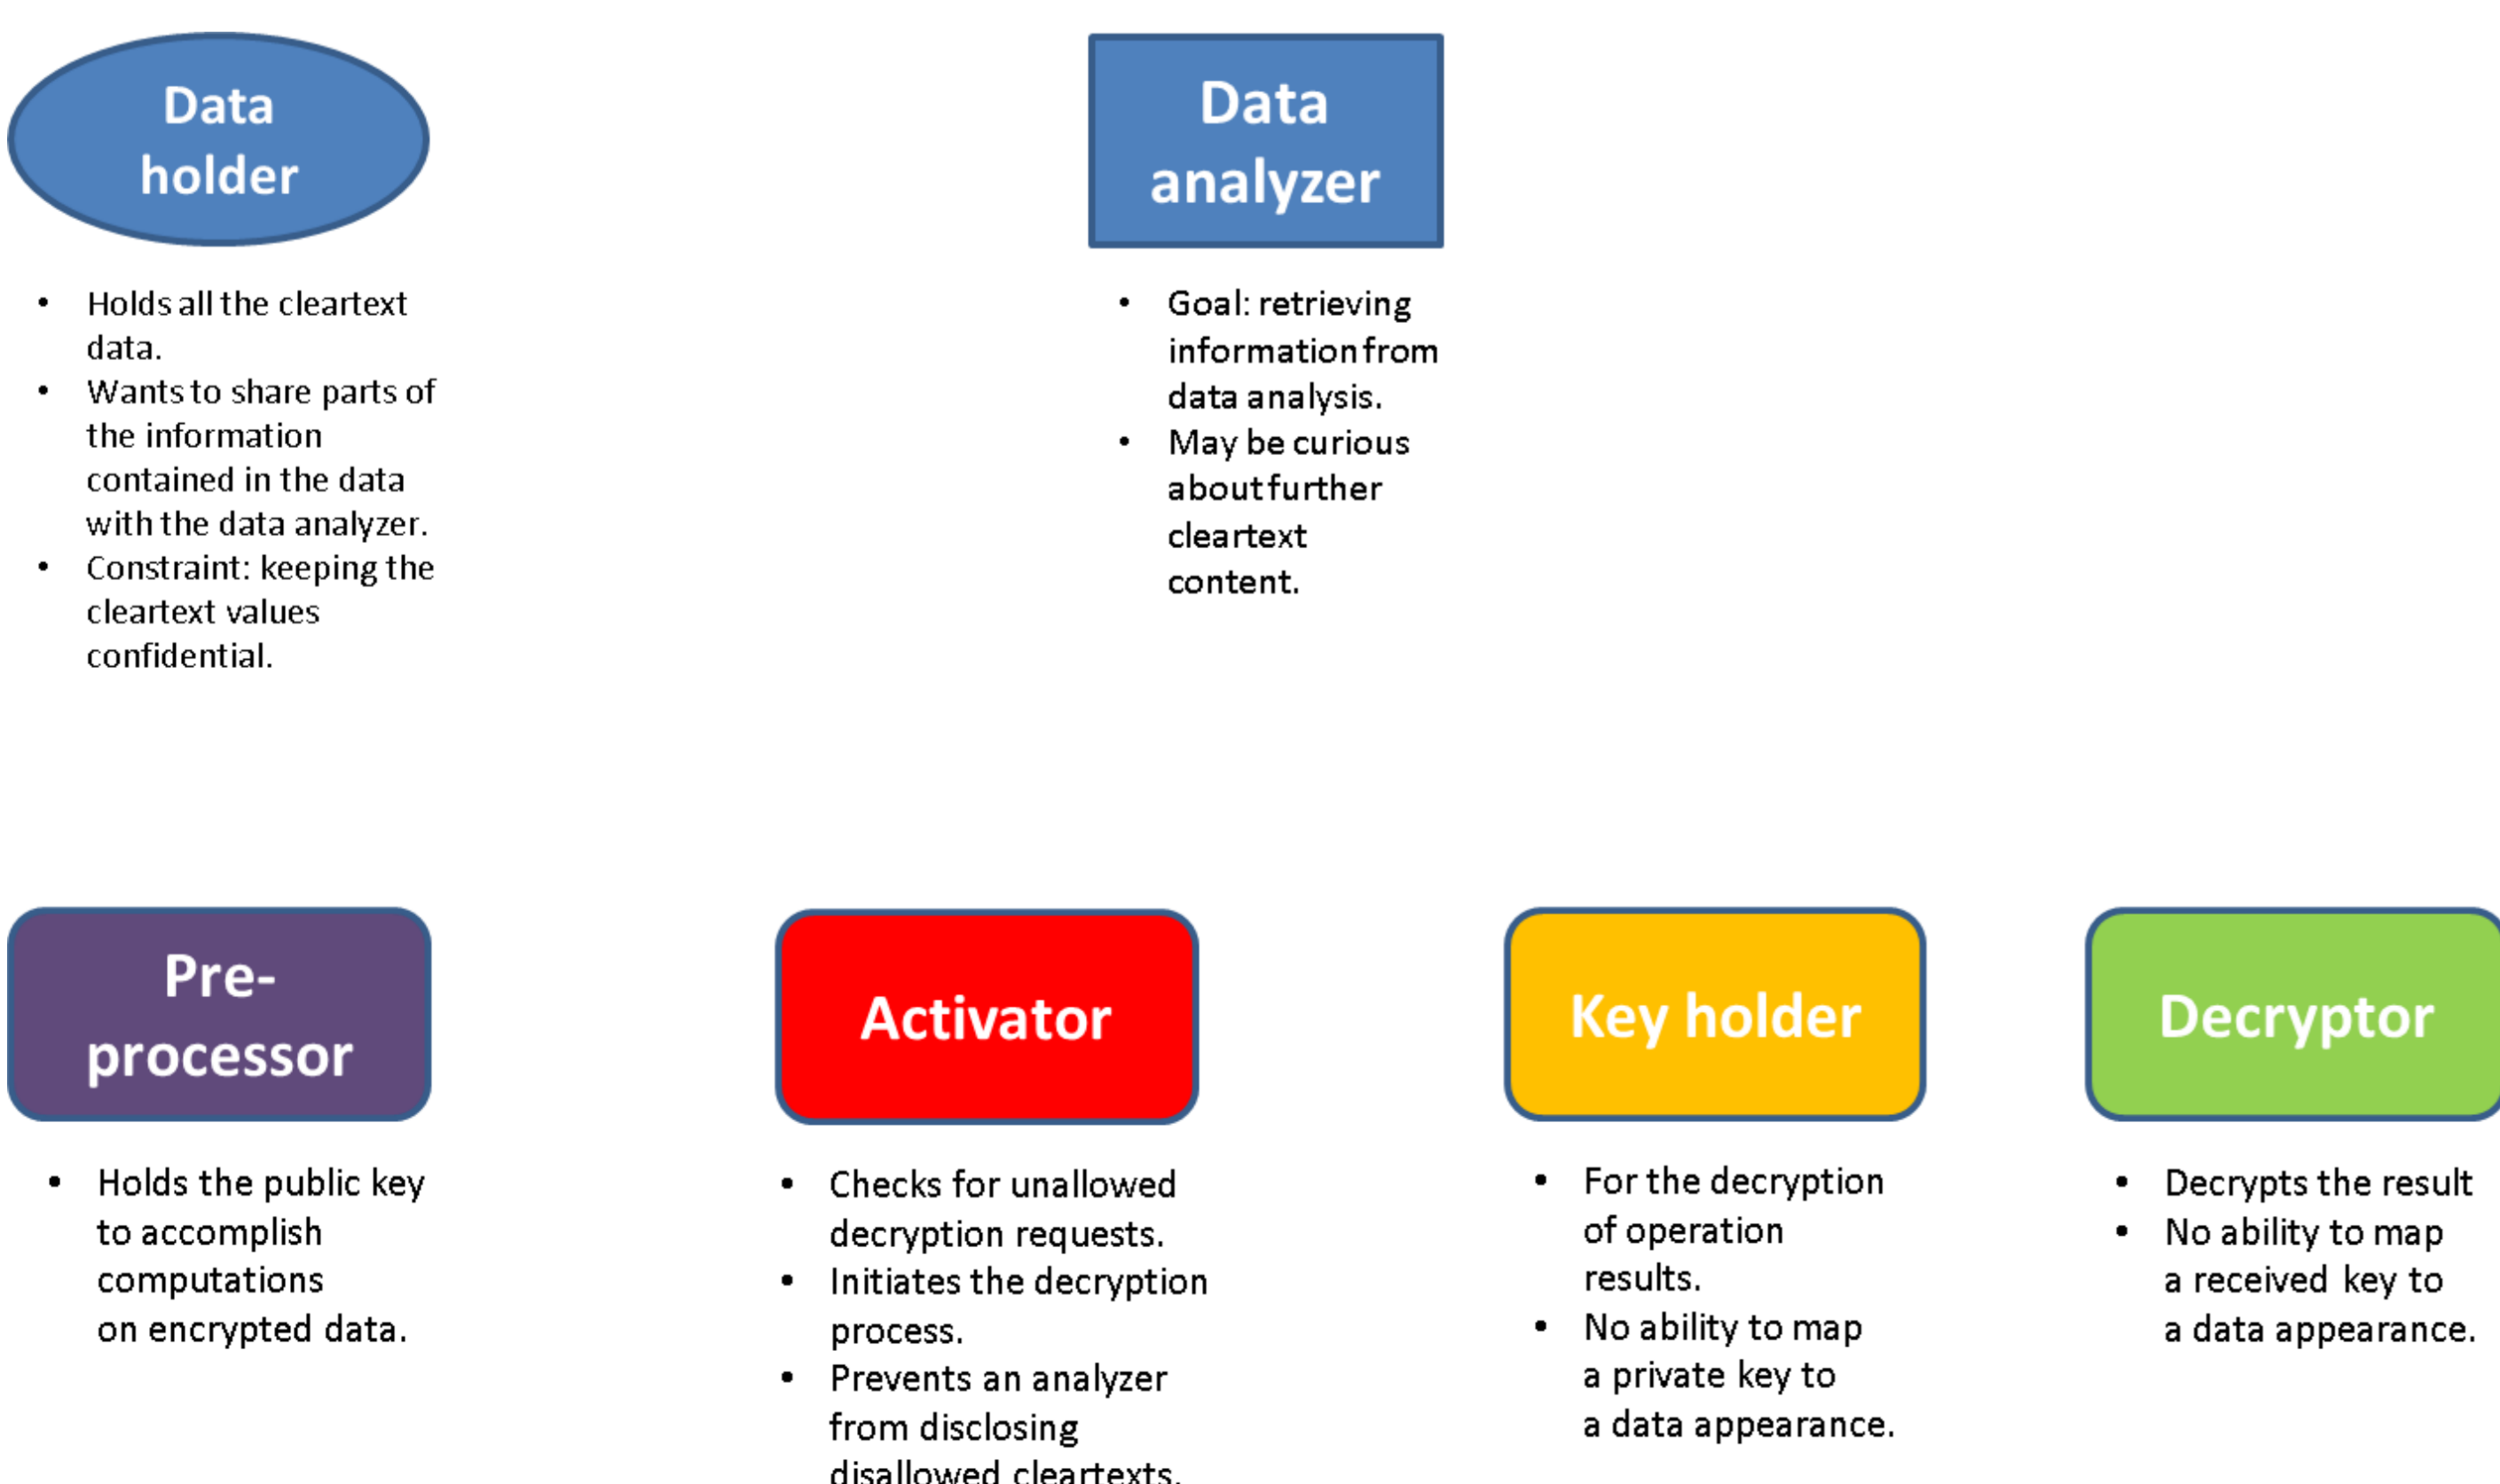 Data
holder
• Holds all the cleartext
data.
• Wants to share parts of
the information
contained in the data
with the data analyzer.
• Constraint: keeping the
cleartext values
confidential.
Data
analyzer
• Goal: retrieving
information from
data analysis.
• May be curious
about further
cleartext
content.
Pre-
processor
• Holds the public key
to accomplish
computations
on encrypted data.
Activator
• Checks for unallowed
decryption requests.
• Initiates the decryption
process.
• Prevents an analyzer
from disclosing
disallowed cleartexts.
Key holder
• For the decryption
of operation
results.
• No ability to map
a private key to
a data appearance.
Decryptor
• Decrypts the result
• No ability to map
a received key to
a data appearance.